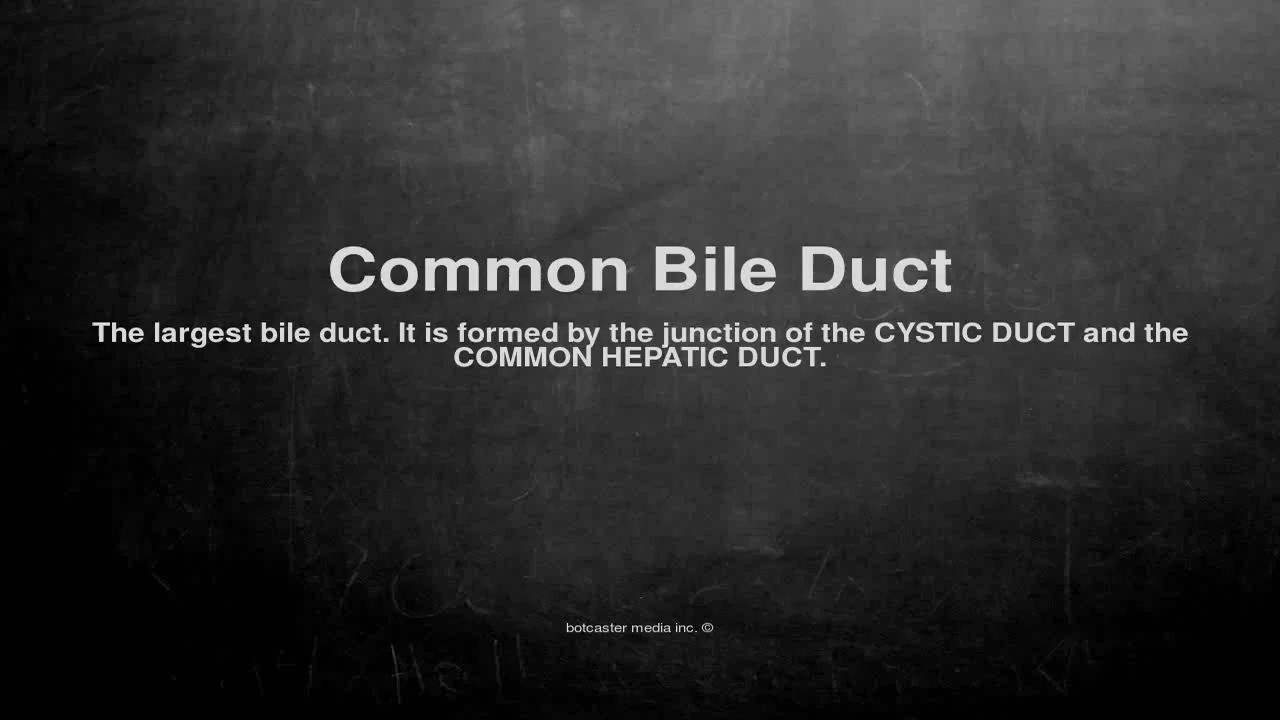 Common Bile Duct
The largest bile duct. It is formed by the junction of the CYSTIC DUCT and the
COMMON HEPATIC DUCT.
botcaster media inc. ©